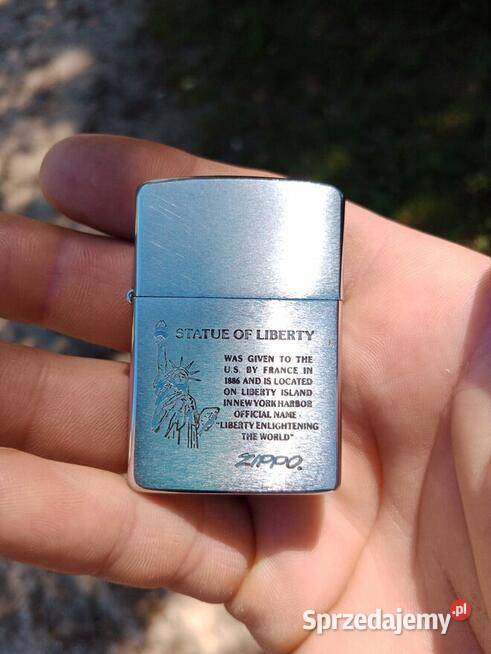 STATUE OF LIBERTY
WAS GIVEN TO THE
U.S. BY FRANCE IN
1886 AND IS LOCATED
ON LIBERTY ISLAND
IN NEW YORK HARBOR
OFFICIAL NAME -
"LIBERTY ENLIGHTENING
THE WORLD"
ZIPPO.
Sprzedajemy.pl